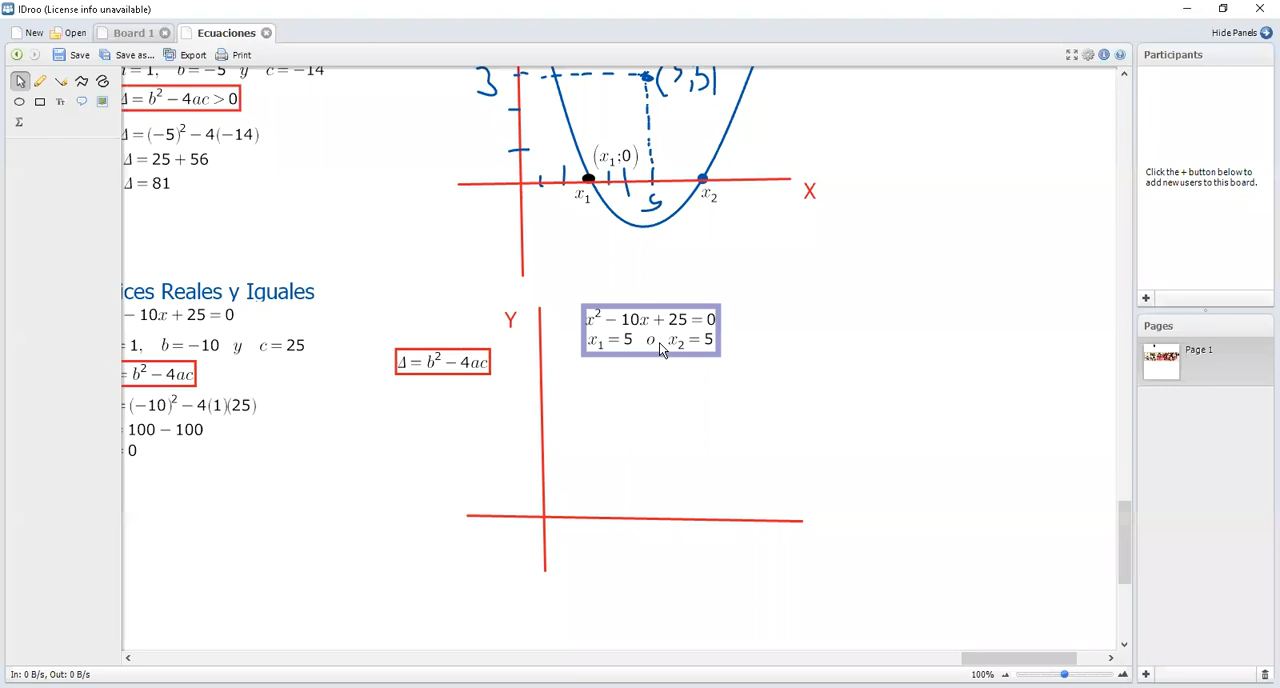 IDroo (License info unavailable)
New Open Board 1 Ecuaciones Hide Panels
Save Save as... Export Print
Participants
Click the + button below to
add new users to this board.
Pages
Page 1
= 1, b = −5 y c = −14
Δ = b² − 4ac > 0
Δ = (−5)² − 4(−14)
Δ = 25 + 56
Δ = 81
3
(x₁;0)
x₁
5
x₂
X
ices Reales y Iguales
− 10x + 25 = 0
= 1, b = −10 y c = 25
= b² − 4ac
= (−10)² − 4(1)(25)
100 − 100
0
Y
Δ = b² − 4ac
x² − 10x + 25 = 0
x₁ = 5 o x₂ = 5
In: 0 B/s, Out: 0 B/s
100%